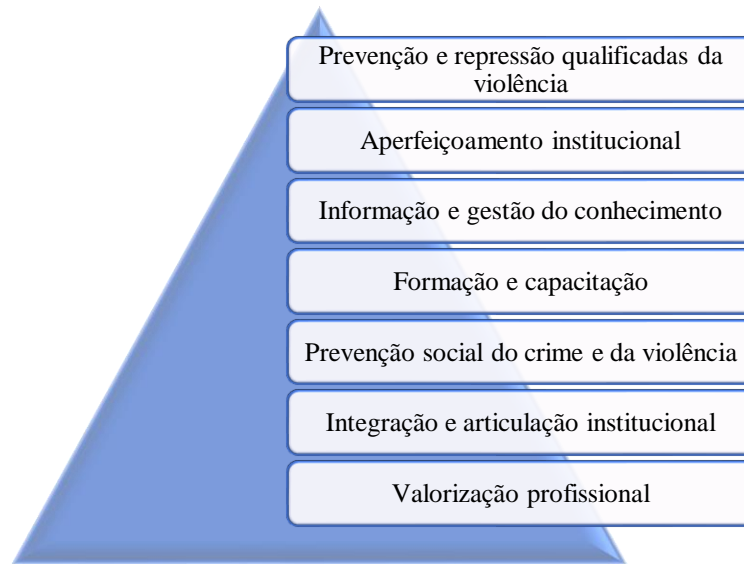 Prevenção e repressão qualificadas da
violência
Aperfeiçoamento institucional
Informação e gestão do conhecimento
Formação e capacitação
Prevenção social do crime e da violência
Integração e articulação institucional
Valorização profissional